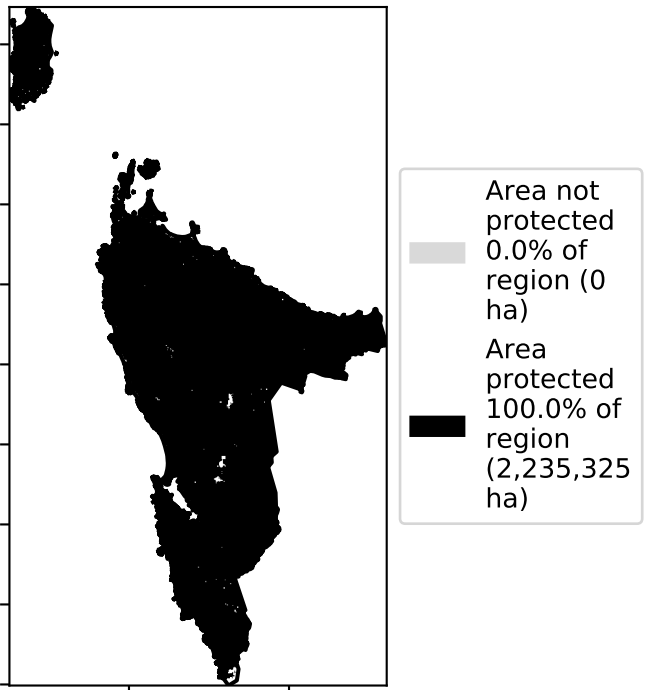 Area not
protected
0.0% of
region (0
ha)
Area
protected
100.0% of
region
(2,235,325
ha)